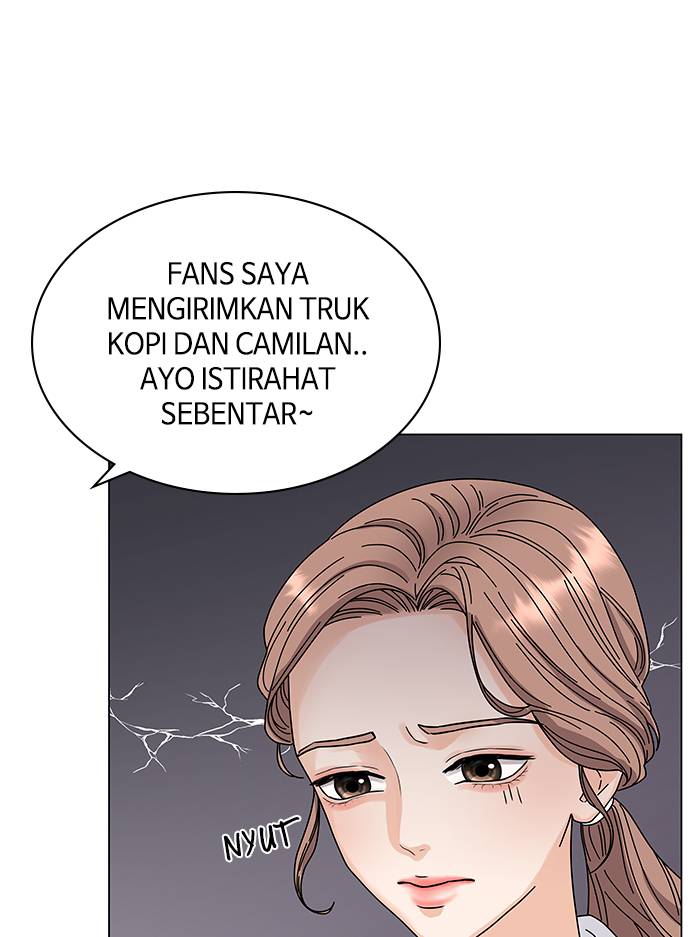 FANS SAYA
MENGIRIMKAN TRUK
KOPI DAN CAMILAN..
AYO ISTIRAHAT
SEBENTAR~
NYUT